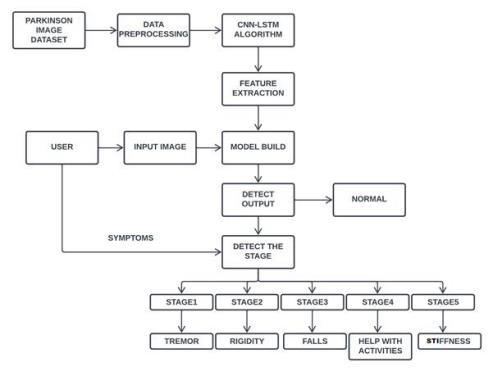 PARKINSON
IMAGE
DATASET
DATA
PREPROCESSING
CNN-LSTM
ALGORITHM
FEATURE
EXTRACTION
USER
INPUT IMAGE
MODEL BUILD
DETECT
OUTPUT
NORMAL
SYMPTOMS
DETECT THE
STAGE
STAGE1
STAGE2
STAGE3
STAGE4
STAGE5
TREMOR
RIGIDITY
FALLS
HELP WITH
ACTIVITIES
STIFFNESS